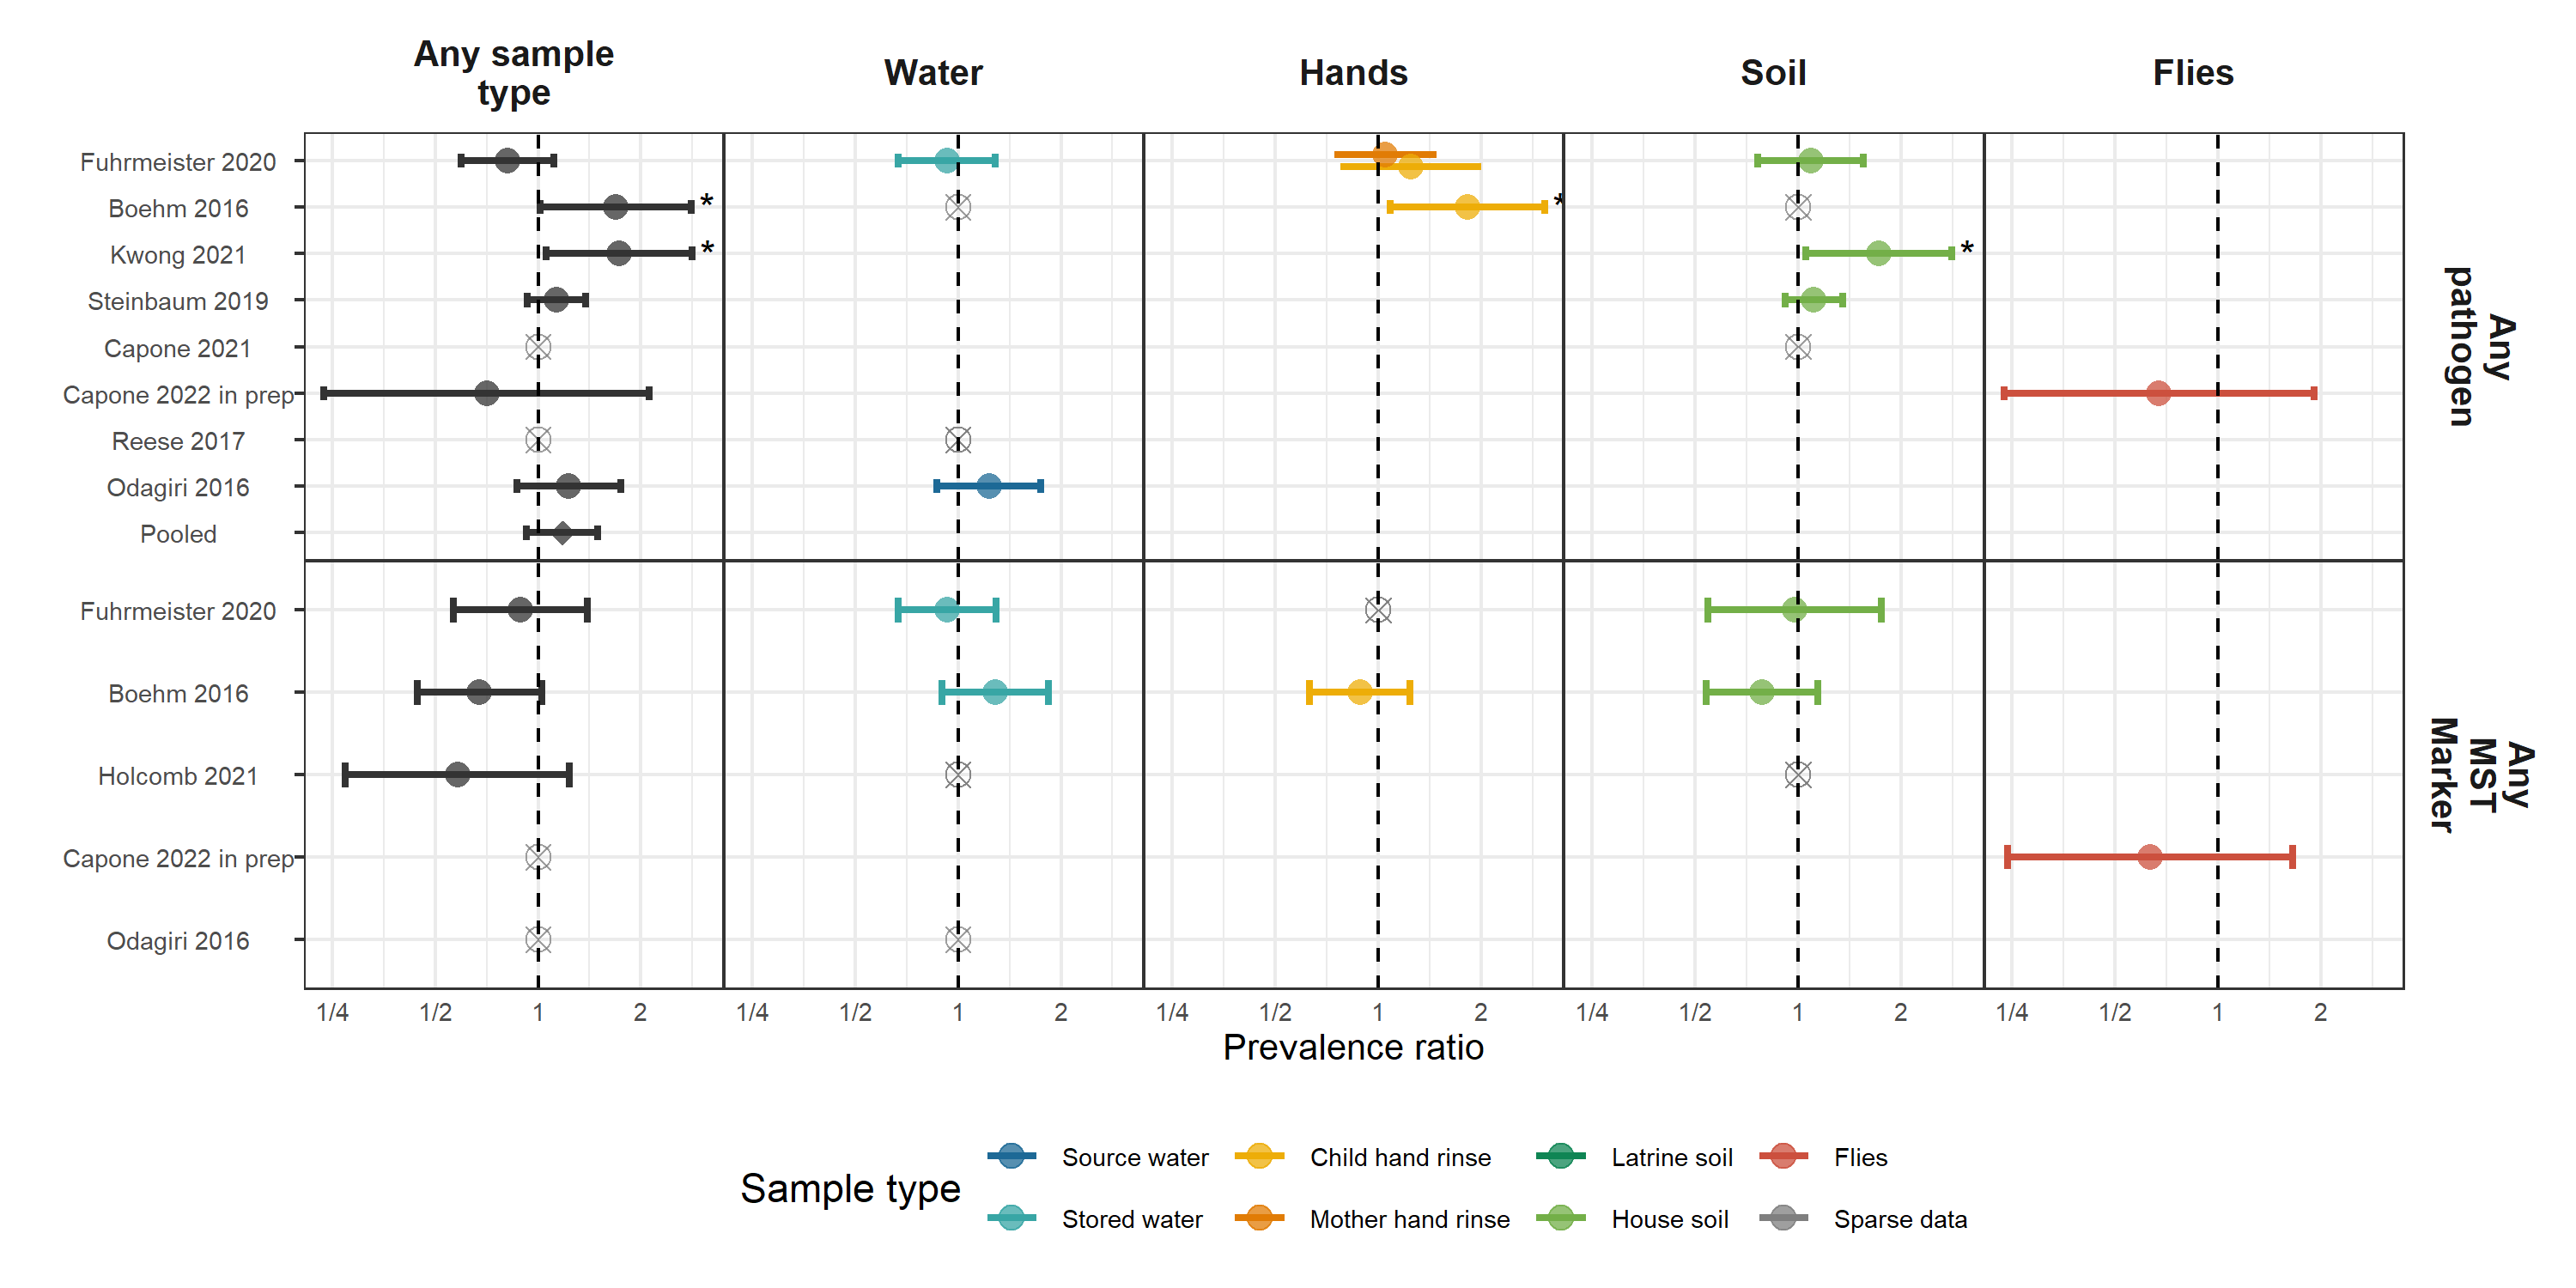 Any sample
type
Water
Hands
Soil
Flies
Fuhrmeister 2020
Boehm 2016
*
*
Kwong 2021
*
*
Steinbaum 2019
Capone 2021
Capone 2022 in prep
Reese 2017
Odagiri 2016
Pooled
Any
pathogen
Fuhrmeister 2020
Boehm 2016
Holcomb 2021
Capone 2022 in prep
Odagiri 2016
Any
MST
Marker
1/4 1/2 1 2 1/4 1/2 1 2 1/4 1/2 1 2 1/4 1/2 1 2 1/4 1/2 1 2
Prevalence ratio
Sample type
Source water Child hand rinse Latrine soil Flies
Stored water Mother hand rinse House soil Sparse data